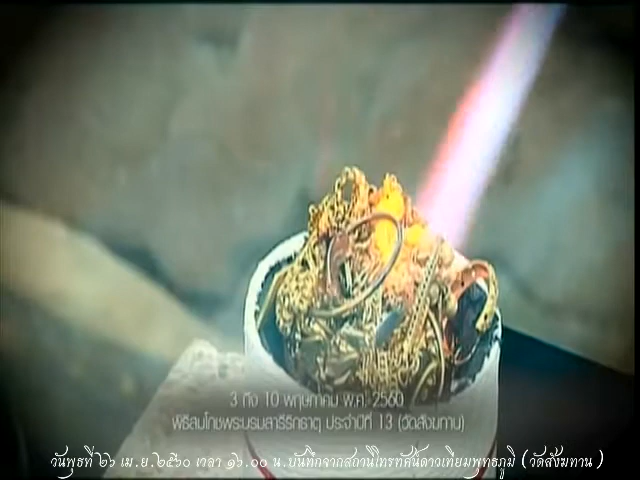 3 ถึง 10 พฤษภาคม พ.ศ. 2560
พิธีสมโภชพระบรมสารีริกธาตุ ประจำปีที่ 13 (วัดสังฆทาน)
วันพุธที่ ๒๖ เม.ย.๒๕๖๐ เวลา ๑๖.๐๐ น.บันทึกจากสถานีโทรทัศน์ดาวเทียมพุทธภูมิ ( วัดสังฆทาน )